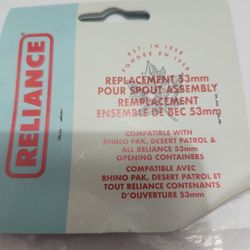 RELIANCE
EST. IN 1958
FONDÉE EN 1958
REPLACEMENT 53mm
POUR SPOUT ASSEMBLY
REMPLACEMENT
ENSEMBLE DE BEC 53mm
COMPATIBLE WITH
RHINO PAK, DESERT PATROL &
ALL RELIANCE 53mm
OPENING CONTAINERS
COMPATIBLE AVEC
RHINO PAK, DESERT PATROL ET
TOUT RELIANCE CONTENANTS
D'OUVERTURE 53mm